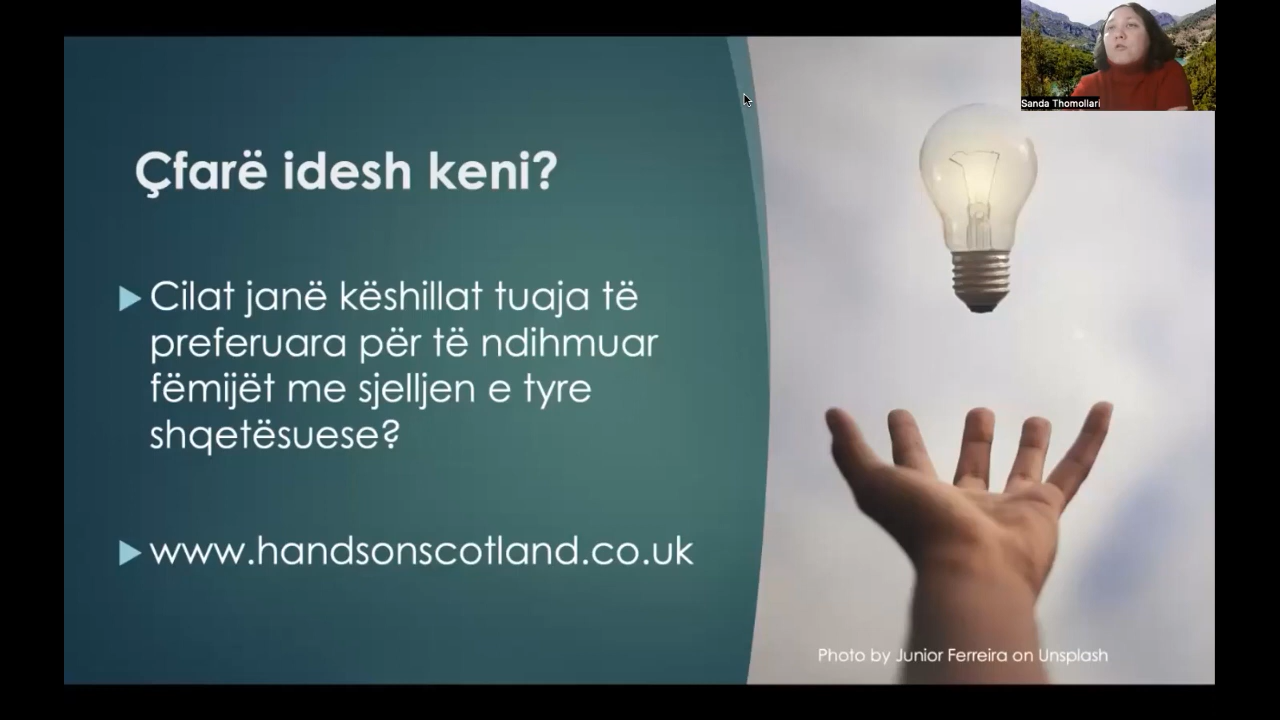 Sanda Thomollari
Çfarë idesh keni?
Cilat janë këshillat tuaja të
preferuara për të ndihmuar
fëmijët me sjelljen e tyre
shqetësuese?
www.handsonscotland.co.uk
Photo by Junior Ferreira on Unsplash